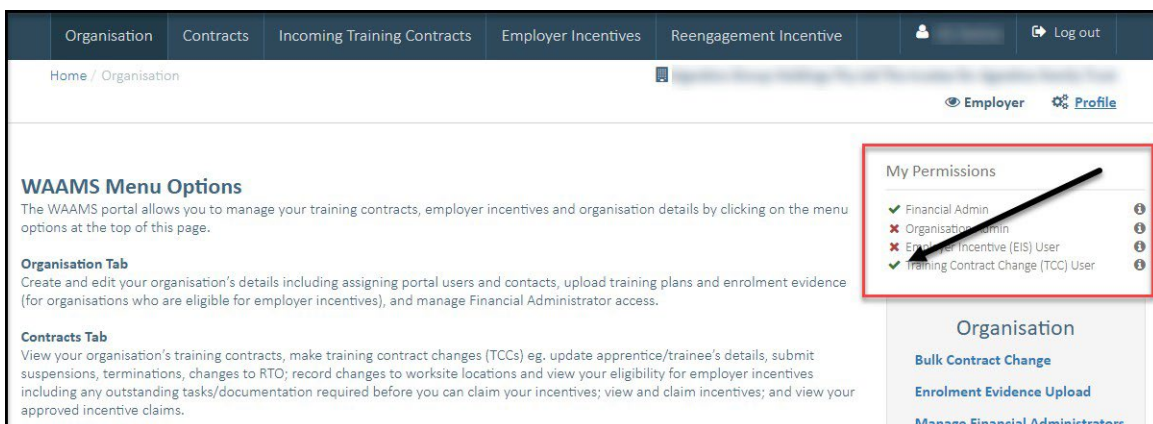 Organisation Contracts Incoming Training Contracts Employer Incentives Reengagement Incentive Log out
Home / Organisation
Employer Profile
WAAMS Menu Options
The WAAMS portal allows you to manage your training contracts, employer incentives and organisation details by clicking on the menu
options at the top of this page.
Organisation Tab
Create and edit your organisation's details including assigning portal users and contacts, upload training plans and enrolment evidence
(for organisations who are eligible for employer incentives), and manage Financial Administrator access.
Contracts Tab
View your organisation's training contracts, make training contract changes (TCCs) eg. update apprentice/trainee's details, submit
suspensions, terminations, changes to RTO; record changes to worksite locations and view your eligibility for employer incentives
including any outstanding tasks/documentation required before you can claim your incentives; view and claim incentives; and view your
approved incentive claims.
My Permissions
Financial Admin
Organisation Admin
Employer Incentive (EIS) User
Training Contract Change (TCC) User
Organisation
Bulk Contract Change
Enrolment Evidence Upload
Manage Financial Administrators